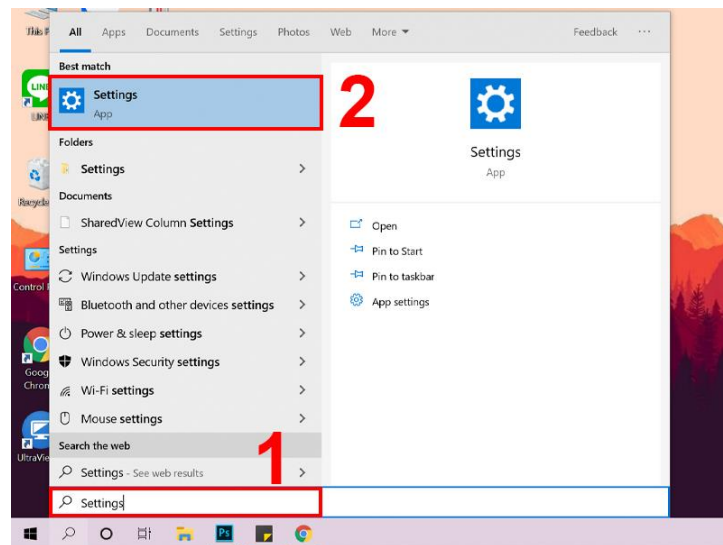 This P
All Apps Documents Settings Photos Web More Feedback ...
Best match
Settings
App
2
LINE
Folders
Settings
Recycle
Documents
SharedView Column Settings
Settings
Windows Update settings
Control P
Bluetooth and other devices settings
Power & sleep settings
Windows Security settings
Goog
Chrom
Wi-Fi settings
Mouse settings
Search the web
UltraVie
1
Settings - See web results
Settings
Settings
App
Open
Pin to Start
Pin to taskbar
App settings
Ps